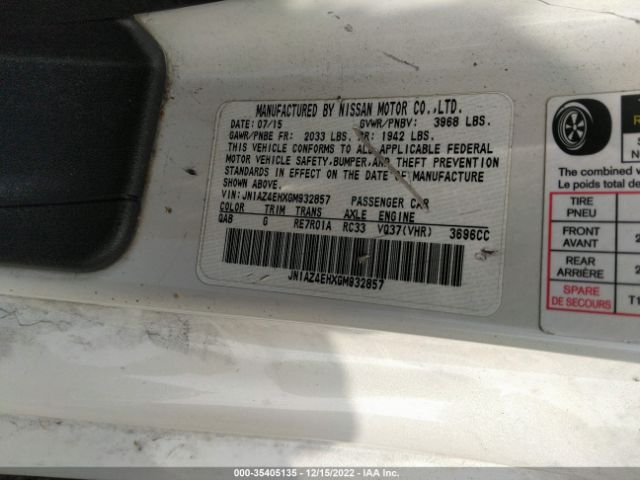 MANUFACTURED BY NISSAN MOTOR CO.,LTD.
DATE: 07/15 GVWR/PNBV: 3968 LBS.
GAWR/PNBE FR: 2033 LBS. RR: 1942 LBS.
THIS VEHICLE CONFORMS TO ALL APPLICABLE FEDERAL
MOTOR VEHICLE SAFETY, BUMPER, AND THEFT PREVENTION
STANDARDS IN EFFECT ON THE DATE OF MANUFACTURE
SHOWN ABOVE.
VIN: JN1AZ4EHXGM932857 PASSENGER CAR
COLOR TRIM TRANS AXLE ENGINE
QAB G RE7R01A RC33 VQ37(VHR) 3696CC
JN1AZ4EHXGM932857
The combined
Le poids total de
TIRE
PNEU
FRONT
AVANT
REAR
ARRIÈRE
SPARE
DE SECOURS
000-35405135 - 12/15/2022 - IAA Inc.